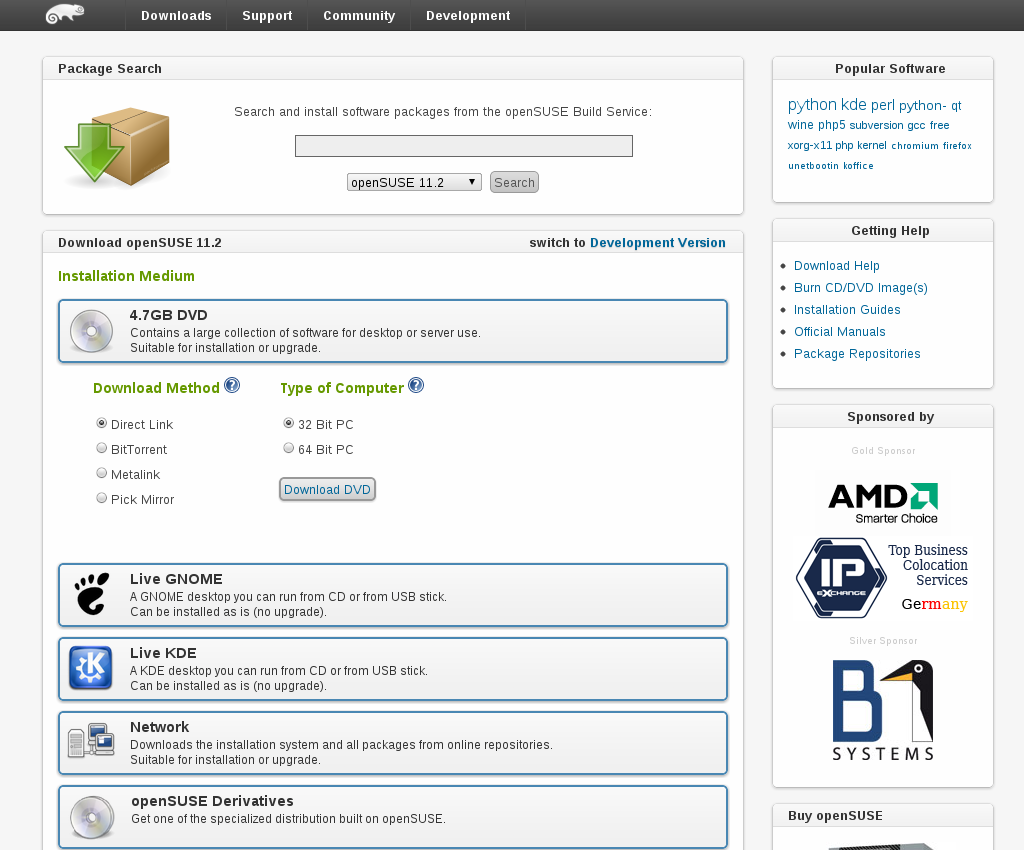 Downloads Support Community Development
Package Search
Search and install software packages from the openSUSE Build Service:
openSUSE 11.2 Search
Download openSUSE 11.2 switch to Development Version
Installation Medium
4.7GB DVD
Contains a large collection of software for desktop or server use.
Suitable for installation or upgrade.
Download Method ? Type of Computer ?
Direct Link 32 Bit PC
BitTorrent 64 Bit PC
Metalink
Download DVD
Pick Mirror
Live GNOME
A GNOME desktop you can run from CD or from USB stick.
Can be installed as is (no upgrade).
Live KDE
A KDE desktop you can run from CD or from USB stick.
Can be installed as is (no upgrade).
Network
Downloads the installation system and all packages from online repositories.
Suitable for installation or upgrade.
openSUSE Derivatives
Get one of the specialized distribution built on openSUSE.
Popular Software
python kde perl python- qt
wine php5 subversion gcc free
xorg-x11 php kernel chromium firefox
unetbootin koffice
Getting Help
Download Help
Burn CD/DVD Image(s)
Installation Guides
Official Manuals
Package Repositories
Sponsored by
Gold Sponsor
AMD
Smarter Choice
IP
EXCHANGE
Top Business
Colocation
Services
Germany
Silver Sponsor
B1
SYSTEMS
Buy openSUSE